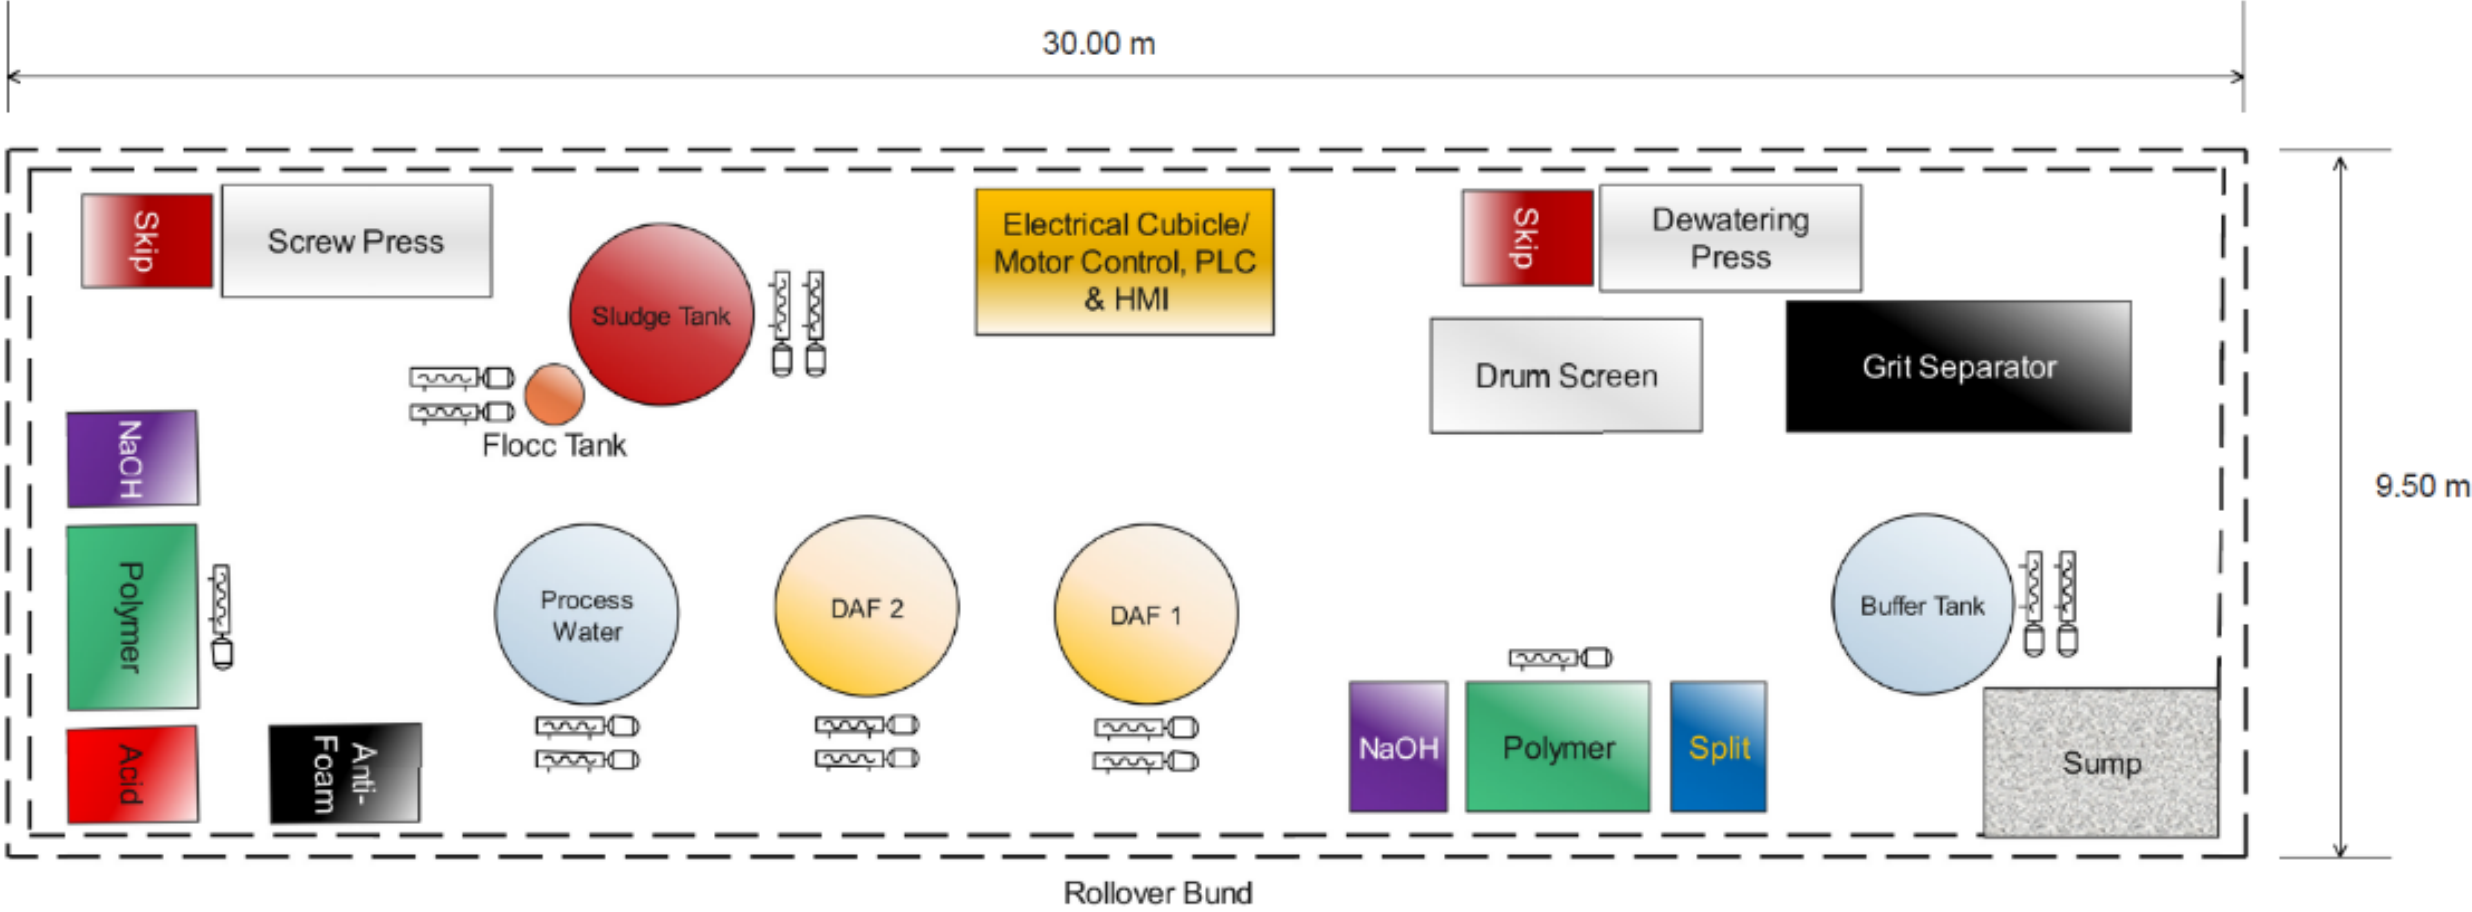 30.00 m
Skip
Screw Press
Sludge Tank
Electrical Cubicle/
Motor Control, PLC
& HMI
Skip
Dewatering
Press
Drum Screen
Grit Separator
Flocc Tank
NaOH
9.50 m
Polymer
Process
Water
DAF 2
DAF 1
Buffer Tank
Acid
Anti-
Foam
NaOH
Polymer
Split
Sump
Rollover Bund